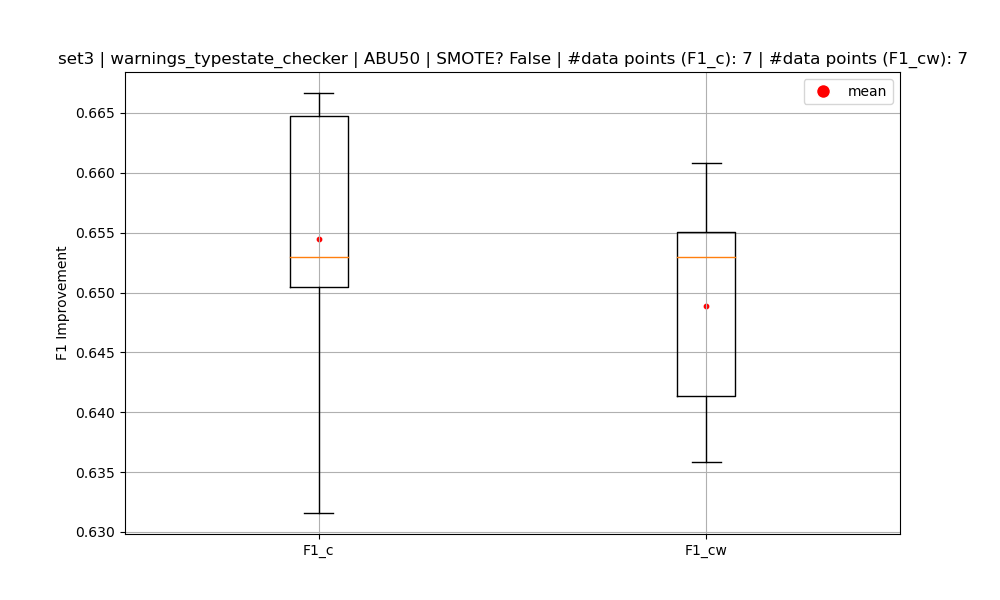 set3 | warnings_typestate_checker | ABU50 | SMOTE? False | #data points (F1_c): 7 | #data points (F1_cw): 7
mean
0.665
0.660
0.655
0.650
0.645
0.640
0.635
0.630
F1 Improvement
F1_c
F1_cw